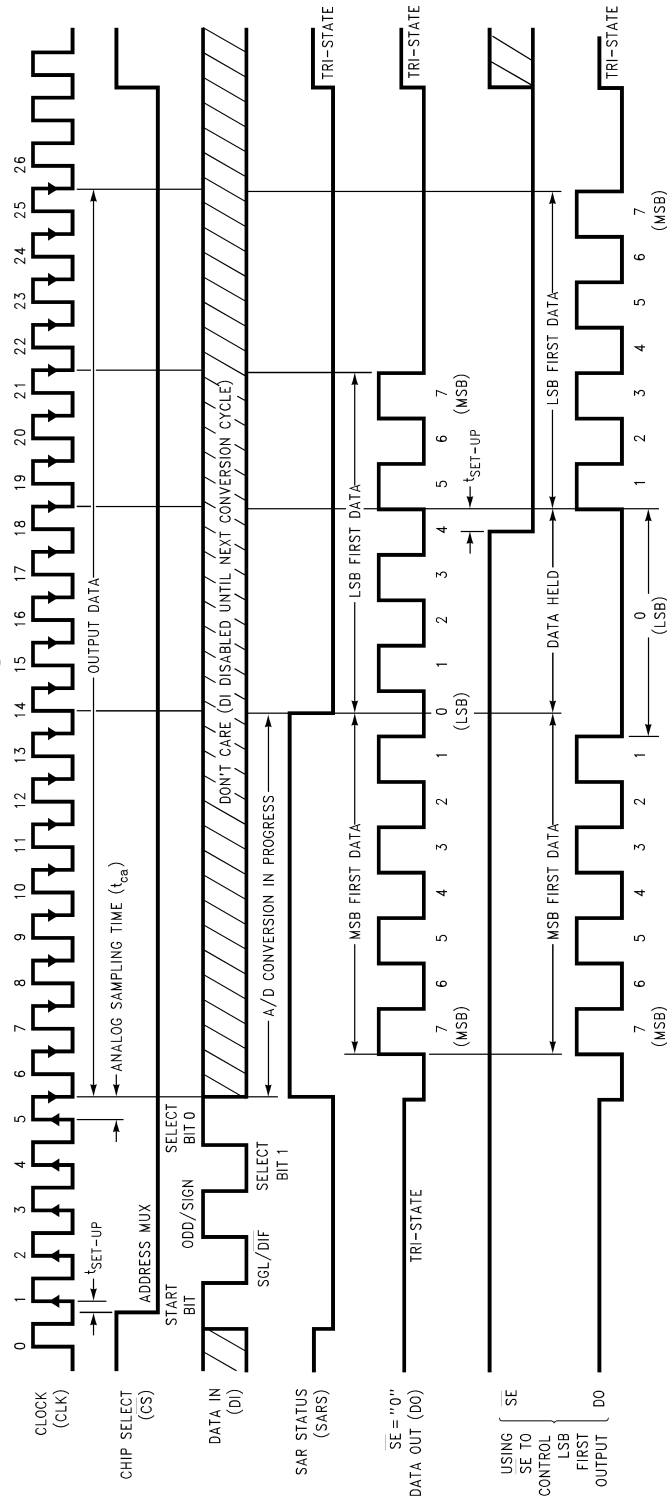 0 1 2 3 4 5 6 7 8 9 10 11 12 13 14 15 16 17 18 19 20 21 22 23 24 25 26
CLOCK
(CLK)
tSET-UP
ANALOG SAMPLING TIME (tca)
OUTPUT DATA
CHIP SELECT
(CS)
ADDRESS MUX
START
BIT
ODD/SIGN
SELECT
BIT 0
DATA IN
(DI)
DON'T CARE (DI DISABLED UNTIL NEXT CONVERSION CYCLE)
SGL/DIF
SELECT
BIT 1
A/D CONVERSION IN PROGRESS
SAR STATUS
(SARS)
TRI-STATE
MSB FIRST DATA
LSB FIRST DATA
SE = "0"
DATA OUT (DO)
TRI-STATE
TRI-STATE
7 6 5 4 3 2 1 0 1 2 3 4 5 6 7
(MSB) (LSB) (MSB)
tSET-UP
USING
SE TO
CONTROL
LSB
FIRST
OUTPUT
SE
MSB FIRST DATA
DATA HELD
LSB FIRST DATA
DO
TRI-STATE
7 6 5 4 3 2 1 0 1 2 3 4 5 6 7
(MSB) (LSB) (MSB)